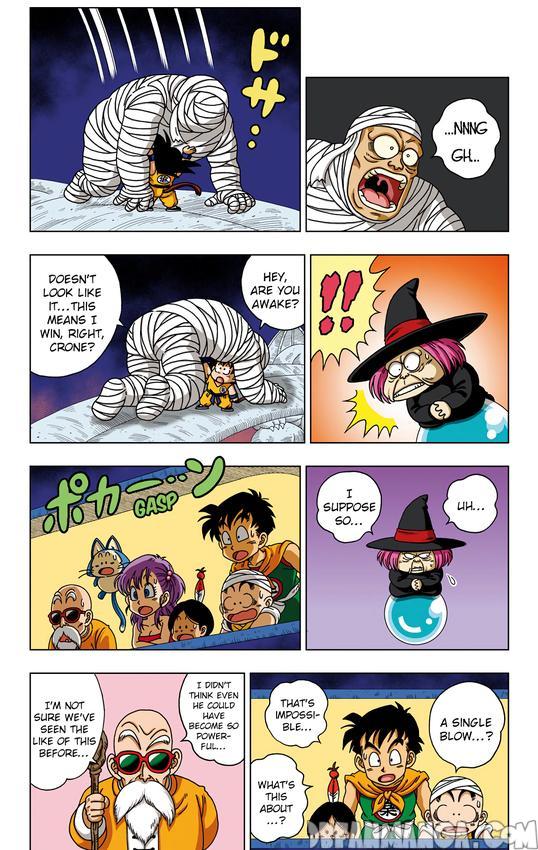 ...NNNG
GH...
ドサ...
!!
HEY,
ARE YOU
AWAKE?
DOESN'T
LOOK LIKE
IT...THIS
MEANS I
WIN, RIGHT,
CRONE?
UH...
I
SUPPOSE
SO...
ポカーン
GASP
A SINGLE
BLOW...?
THAT'S
IMPOSSI-
BLE...
WHAT'S
THIS
ABOUT
...?
I DIDN'T
THINK EVEN
HE COULD
HAVE
BECOME SO
POWER-
FUL...
I'M NOT
SURE WE'VE
SEEN THE
LIKE OF THIS
BEFORE...